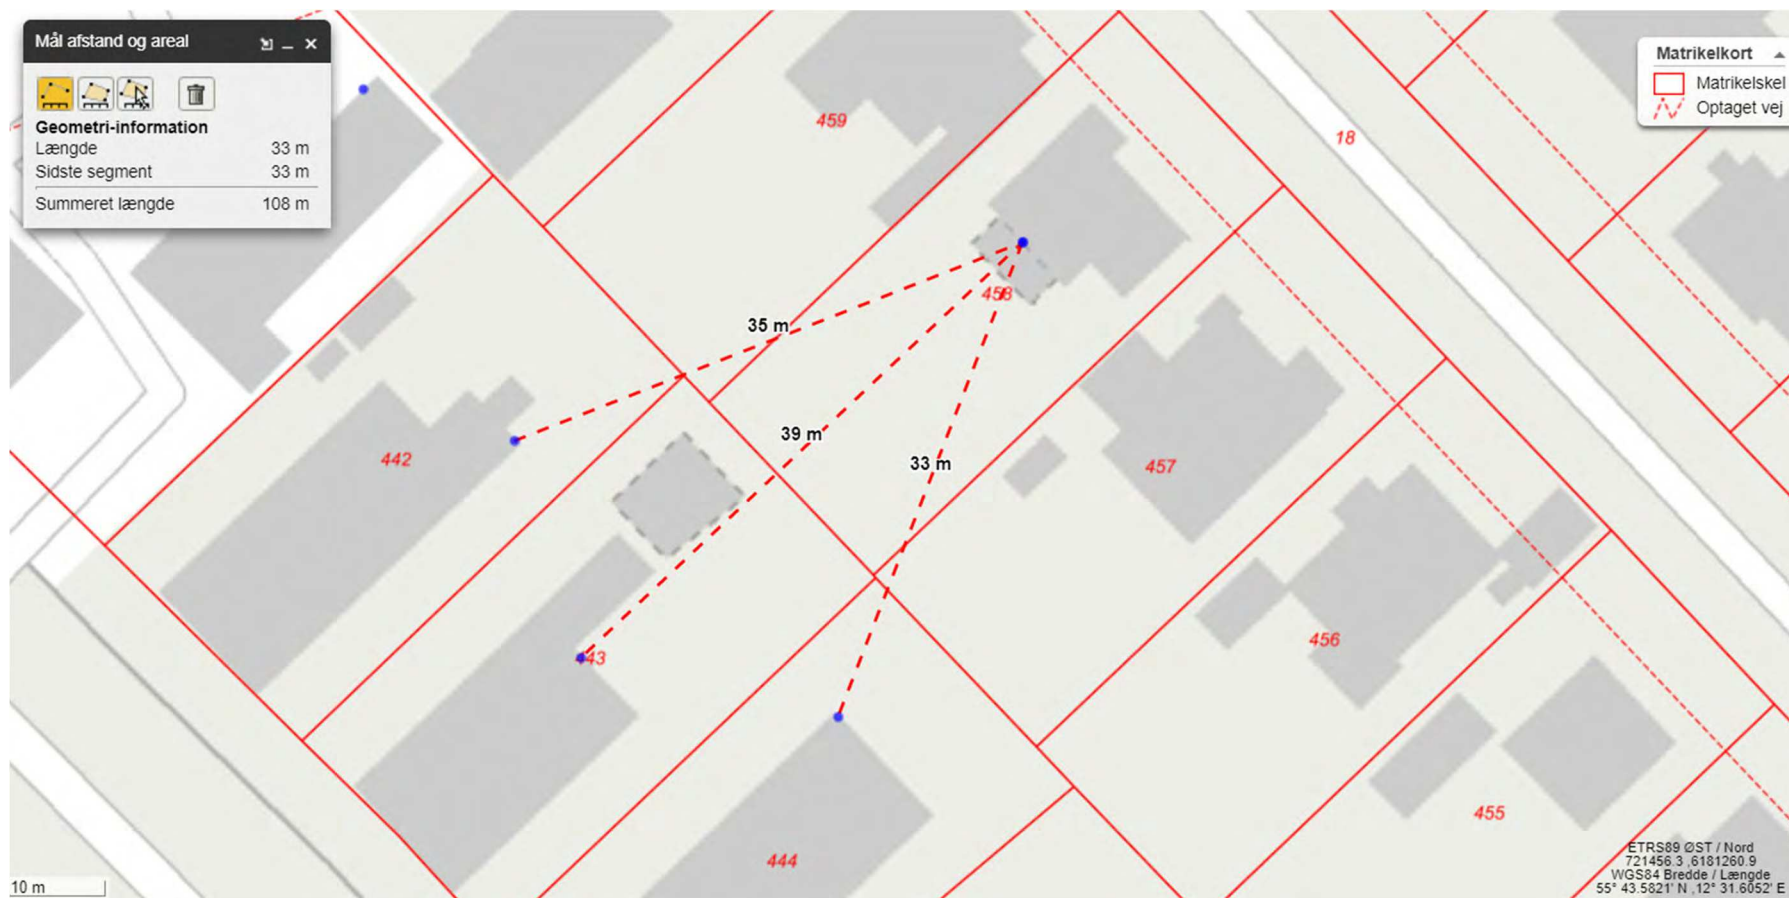 Mål afstand og areal
Geometri-information
Længde 33 m
Sidste segment 33 m
Summeret længde 108 m
Matrikelkort
Matrikelskel
Optaget vej
459
18
458
35 m
39 m
33 m
442
457
443
456
455
444
10 m
ETRS89 ØST / Nord
721456.3 ,6181260.9
WGS84 Bredde / Længde
55° 43.5821' N ,12° 31.6052' E